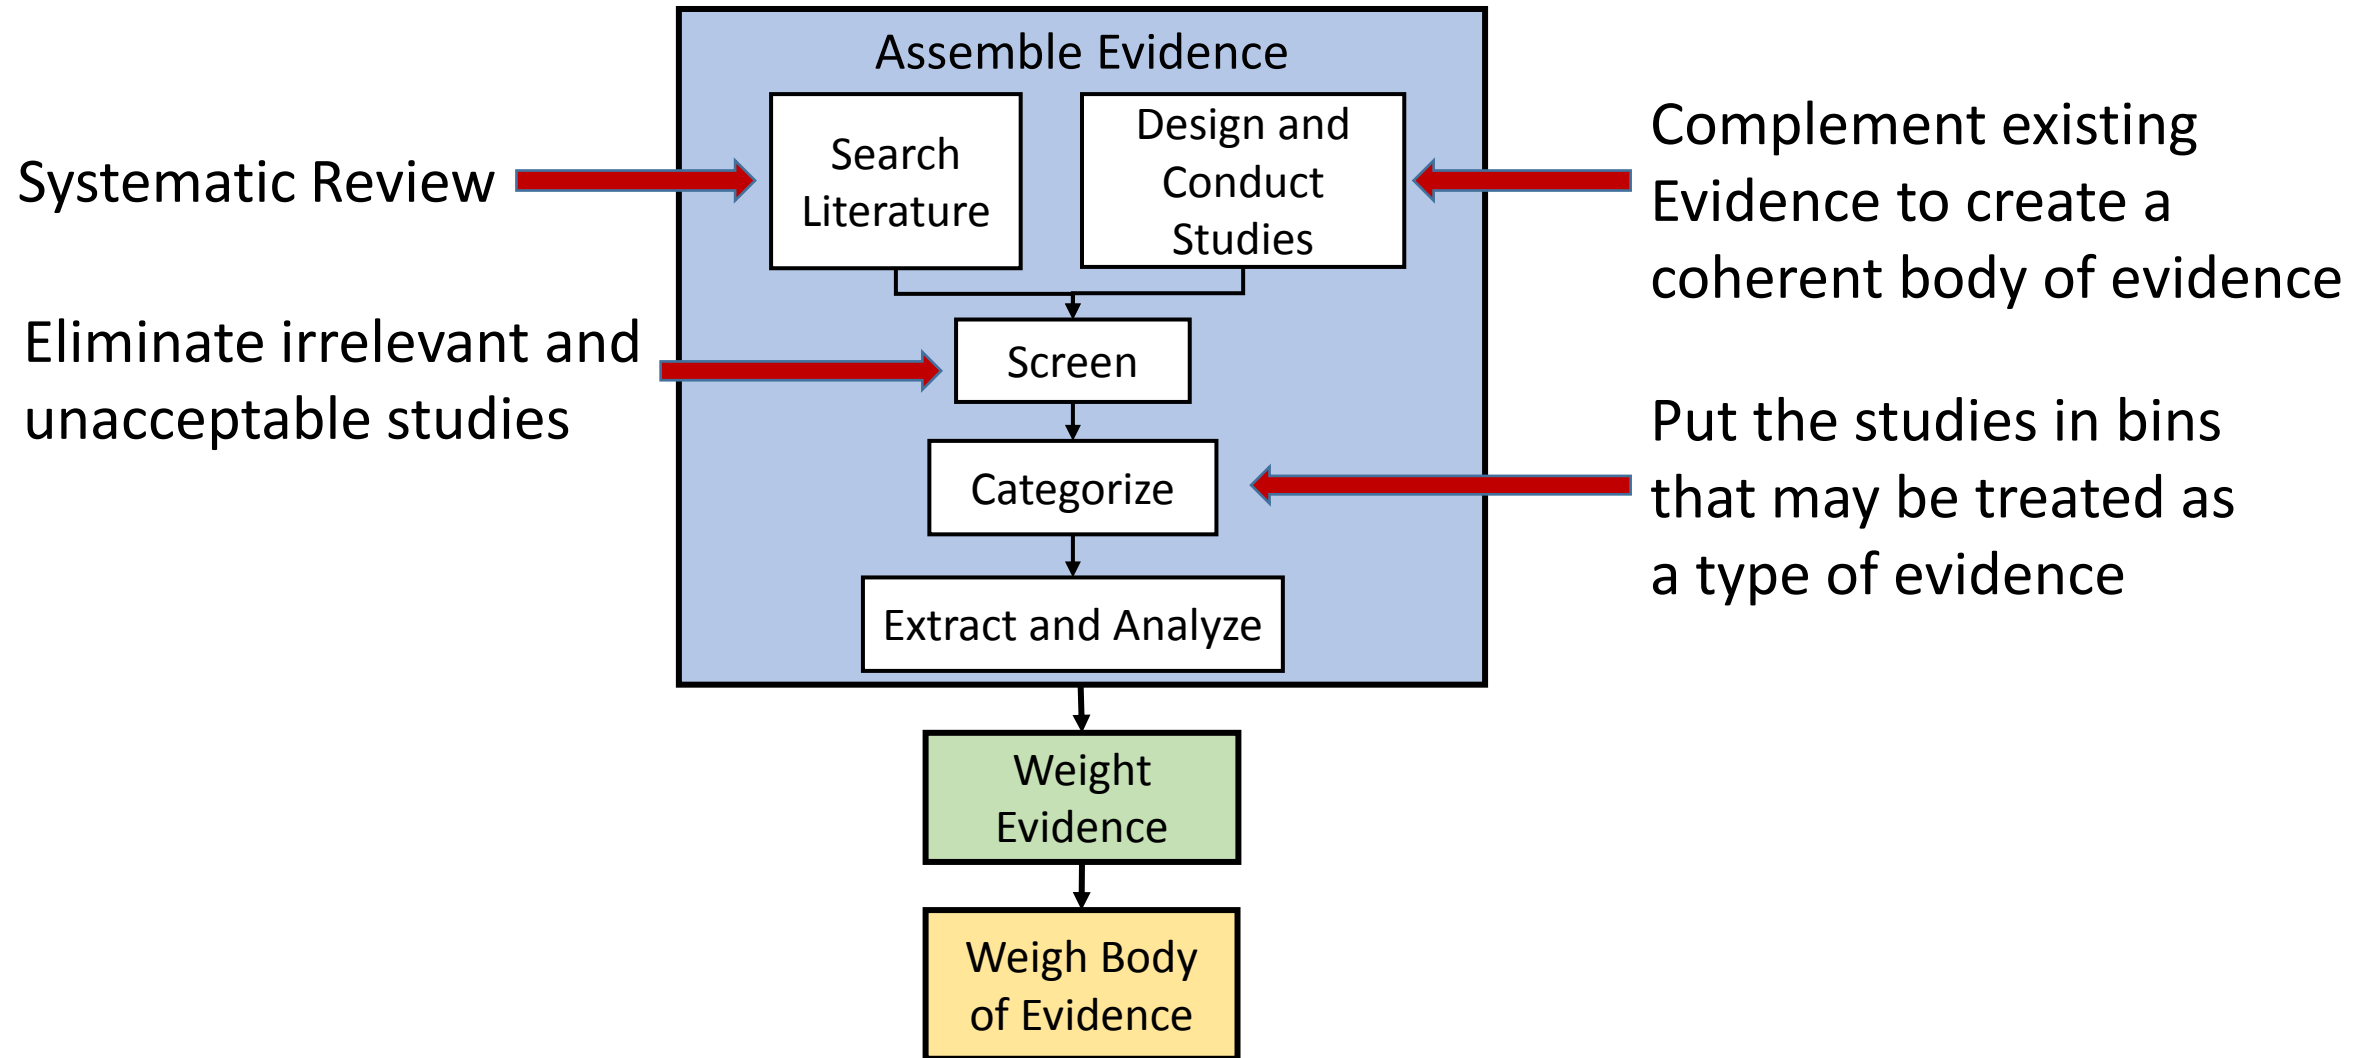 Assemble Evidence
Systematic Review
Search
Literature
Design and
Conduct
Studies
Complement existing
Evidence to create a
coherent body of evidence
Eliminate irrelevant and
unacceptable studies
Screen
Categorize
Put the studies in bins
that may be treated as
a type of evidence
Extract and Analyze
Weight
Evidence
Weigh Body
of Evidence